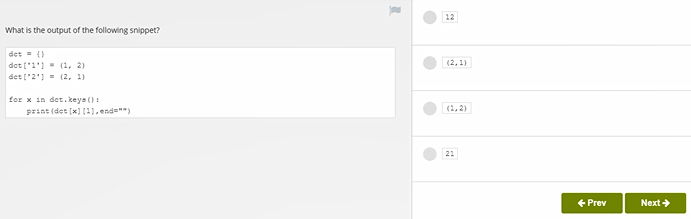 What is the output of the following snippet?
dct = {}
dct['1'] = (1, 2)
dct['2'] = (2, 1)
for x in dct.keys():
    print(dct[x][1],end="")
12
(2,1)
(1,2)
21
← Prev
Next →